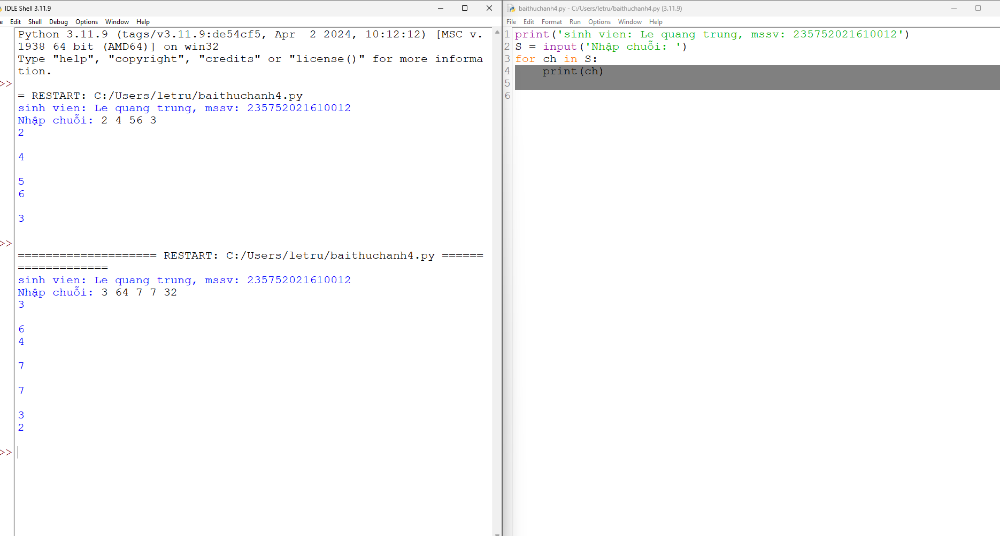 IDLE Shell 3.11.9
e Edit Shell Debug Options Window Help
Python 3.11.9 (tags/v3.11.9:de54cf5, Apr  2 2024, 10:12:12) [MSC v.
1938 64 bit (AMD64)] on win32
Type "help", "copyright", "credits" or "license()" for more informa
tion.
>>
= RESTART: C:/Users/letru/baithuchanh4.py
sinh vien: Le quang trung, mssv: 235752021610012
Nhập chuỗi: 2 4 56 3
2
4
5
6
3
>>
==================== RESTART: C:/Users/letru/baithuchanh4.py ======
=============
sinh vien: Le quang trung, mssv: 235752021610012
Nhập chuỗi: 3 64 7 7 32
3
6
4
7
7
3
2
>>
baithuchanh4.py - C:/Users/letru/baithuchanh4.py (3.11.9)
File Edit Format Run Options Window Help
1 print('sinh vien: Le quang trung, mssv: 235752021610012')
2 S = input('Nhập chuỗi: ')
3 for ch in S:
4     print(ch)
5
6